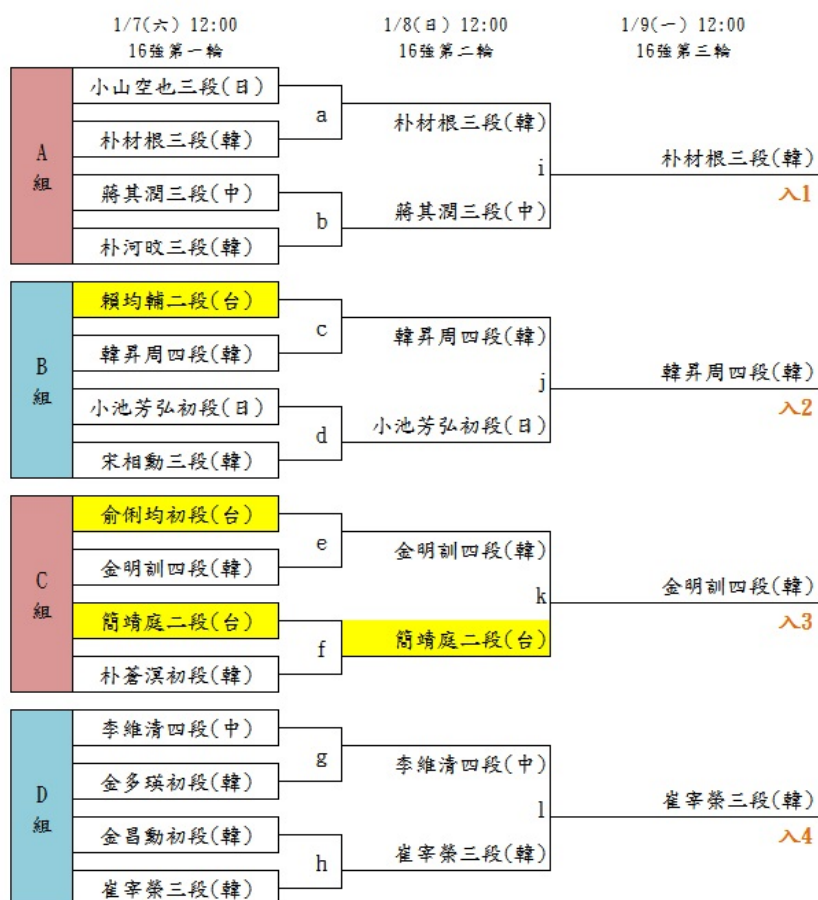 1/7(六) 12:00
16強第一輪
1/8(日) 12:00
16強第二輪
1/9(一) 12:00
16強第三輪
A
組
小山空也三段(日)
a
朴材根三段(韓)
朴材根三段(韓)
i
朴材根三段(韓)
入1
蔣其潤三段(中)
b
蔣其潤三段(中)
朴河旼三段(韓)
B
組
賴均輔二段(台)
c
韓昇周四段(韓)
韓昇周四段(韓)
j
韓昇周四段(韓)
入2
小池芳弘初段(日)
d
小池芳弘初段(日)
宋相勳三段(韓)
C
組
俞俐均初段(台)
e
金明訓四段(韓)
金明訓四段(韓)
k
金明訓四段(韓)
入3
簡靖庭二段(台)
f
簡靖庭二段(台)
朴蒼溟初段(韓)
D
組
李維清四段(中)
g
李維清四段(中)
金多瑛初段(韓)
l
崔宰榮三段(韓)
入4
金昌勳初段(韓)
h
崔宰榮三段(韓)
崔宰榮三段(韓)